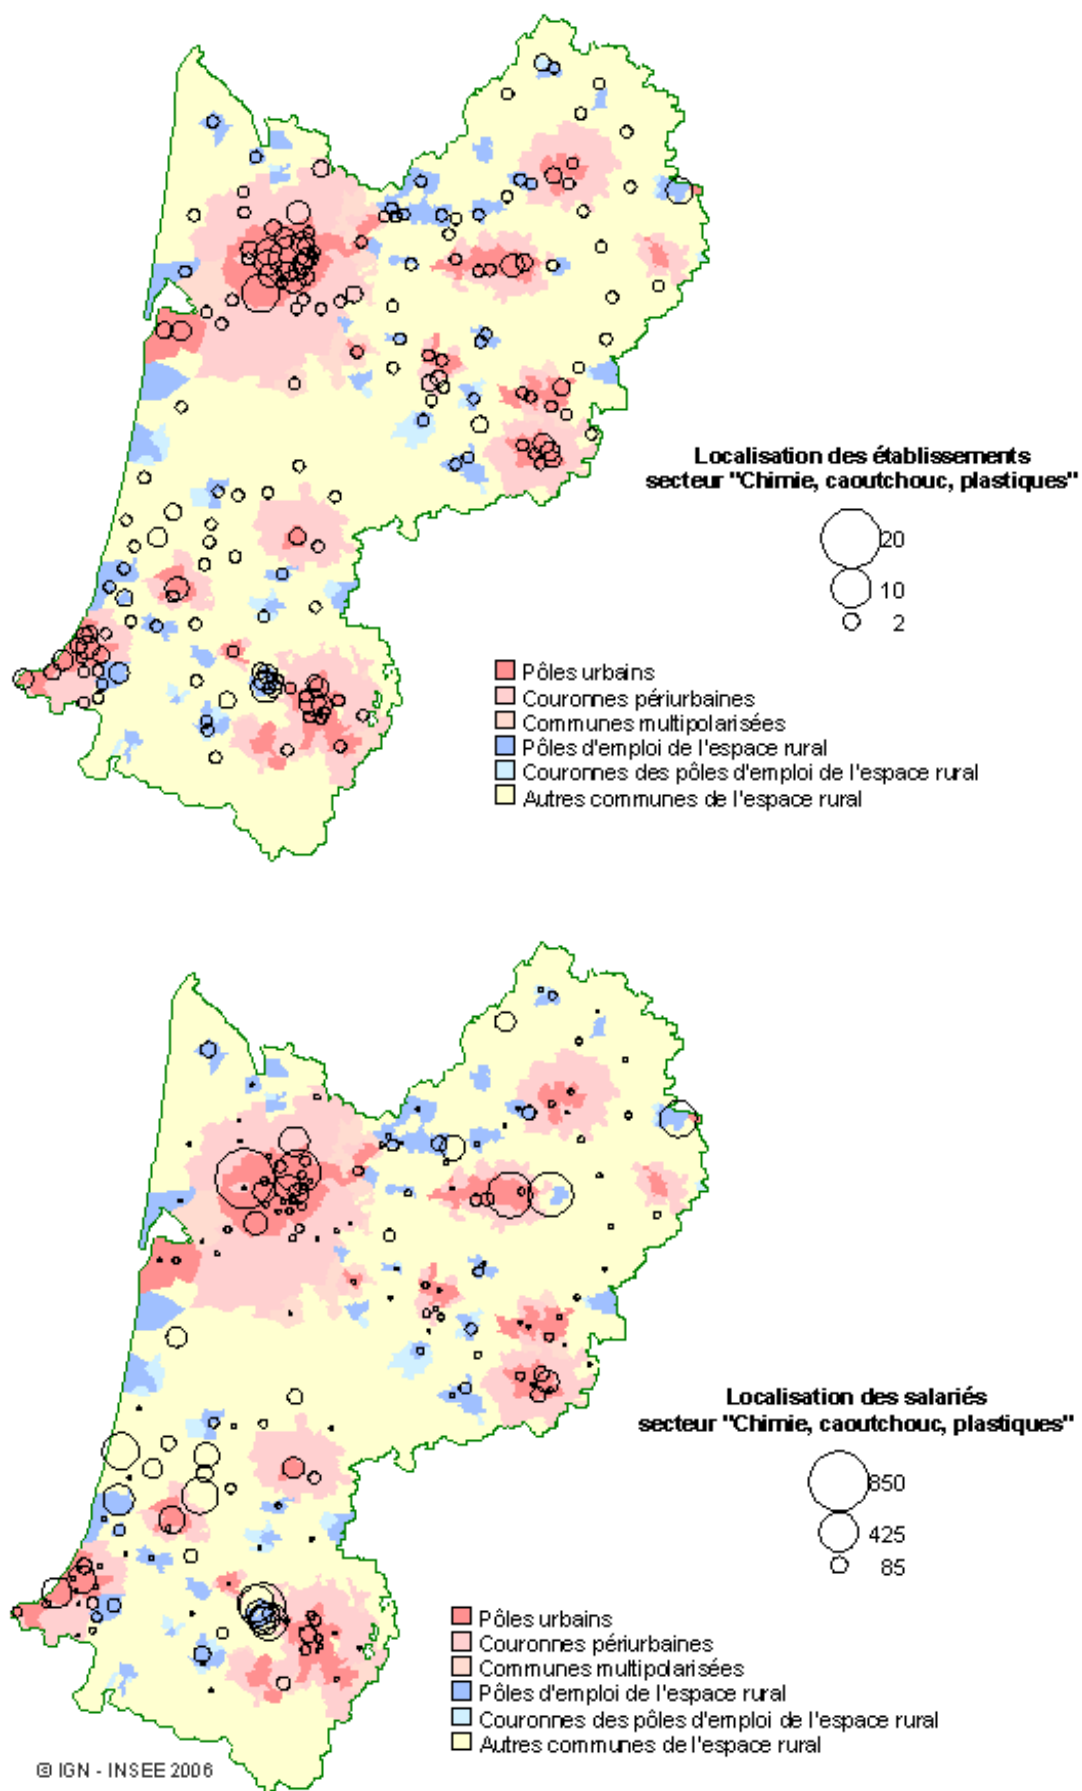 Localisation des établissements
secteur "Chimie, caoutchouc, plastiques"
20
10
2
Pôles urbains
Couronnes périurbaines
Communes multipolarisées
Pôles d'emploi de l'espace rural
Couronnes des pôles d'emploi de l'espace rural
Autres communes de l'espace rural
Localisation des salariés
secteur "Chimie, caoutchouc, plastiques"
850
425
85
Pôles urbains
Couronnes périurbaines
Communes multipolarisées
Pôles d'emploi de l'espace rural
Couronnes des pôles d'emploi de l'espace rural
Autres communes de l'espace rural
© IGN - INSEE 2006